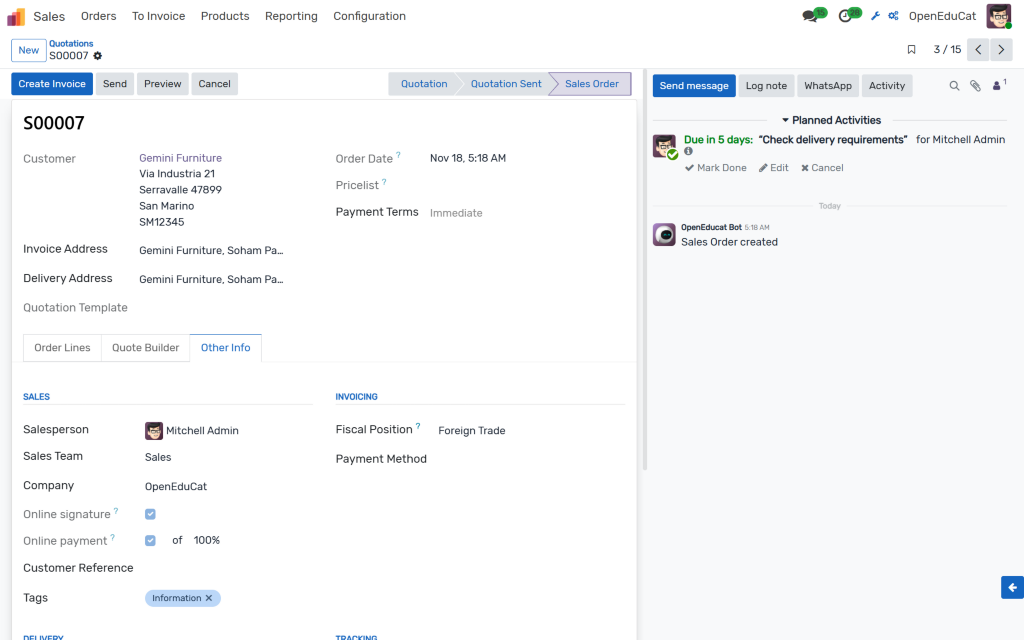 Sales Orders To Invoice Products Reporting Configuration 15 28 OpenEduCat
New Quotations
S00007
3 / 15
Create Invoice Send Preview Cancel
Quotation Quotation Sent Sales Order
Send message Log note WhatsApp Activity 1
S00007
Customer
Gemini Furniture
Via Industria 21
Serravalle 47899
San Marino
SM12345
Invoice Address Gemini Furniture, Soham Pa...
Delivery Address Gemini Furniture, Soham Pa...
Quotation Template
Order Date ? Nov 18, 5:18 AM
Pricelist ?
Payment Terms Immediate
Order Lines Quote Builder Other Info
SALES
Salesperson Mitchell Admin
Sales Team Sales
Company OpenEduCat
Online signature ?
Online payment ? of 100%
Customer Reference
Tags Information
INVOICING
Fiscal Position ? Foreign Trade
Payment Method
DELIVERY
TRACKING
Planned Activities
Due in 5 days: "Check delivery requirements" for Mitchell Admin
Mark Done Edit Cancel
Today
OpenEducat Bot 5:18 AM
Sales Order created